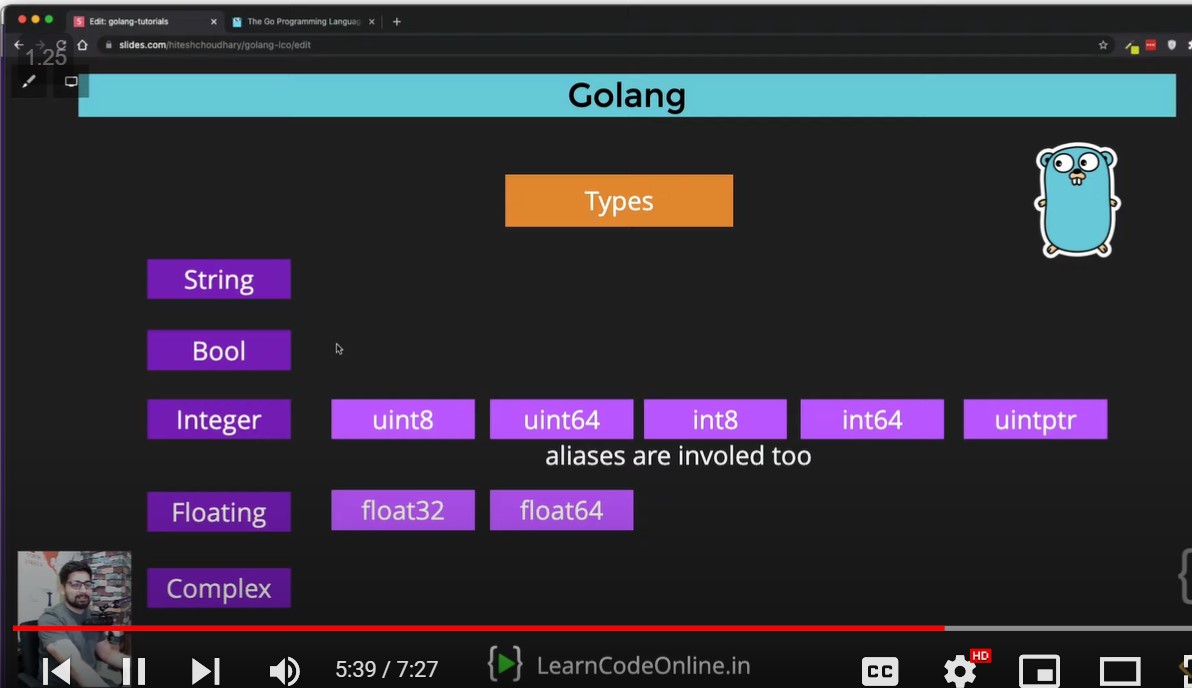 Edit: golang-tutorials
The Go Programming Languag
slides.com/hiteshchoudhary/golang-lco/edit
1.25
Golang
Types
String
Bool
Integer uint8 uint64 int8 int64 uintptr
aliases are involed too
Floating float32 float64
Complex
5:39 / 7:27 LearnCodeOnline.in CC HD